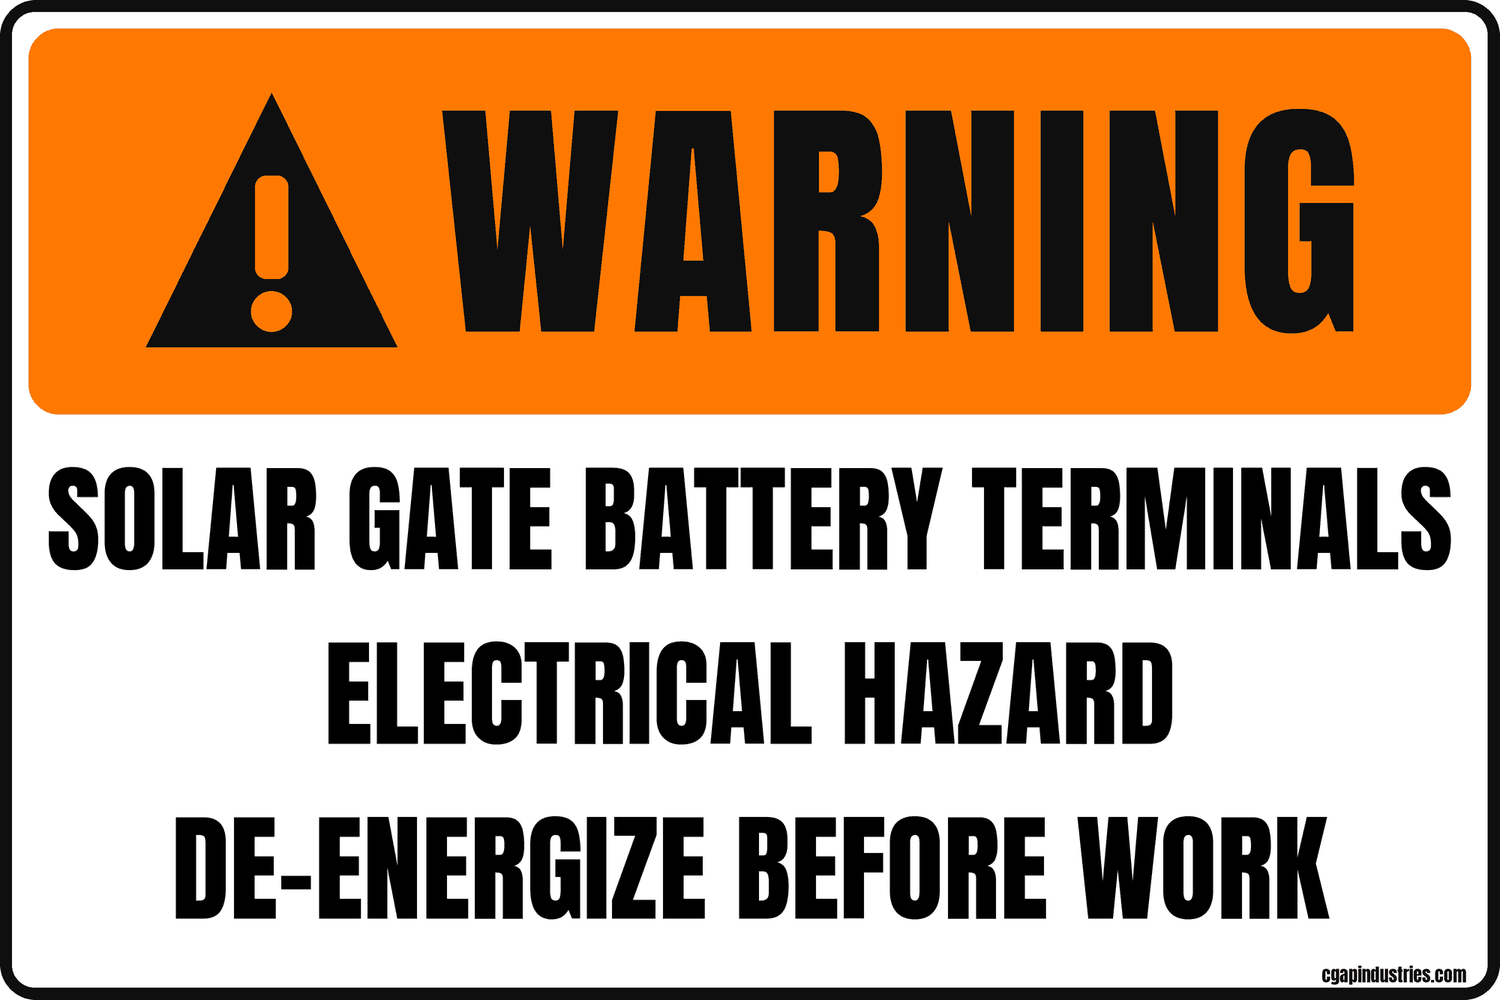 WARNING
SOLAR GATE BATTERY TERMINALS
ELECTRICAL HAZARD
DE-ENERGIZE BEFORE WORK
cgapindustries.com